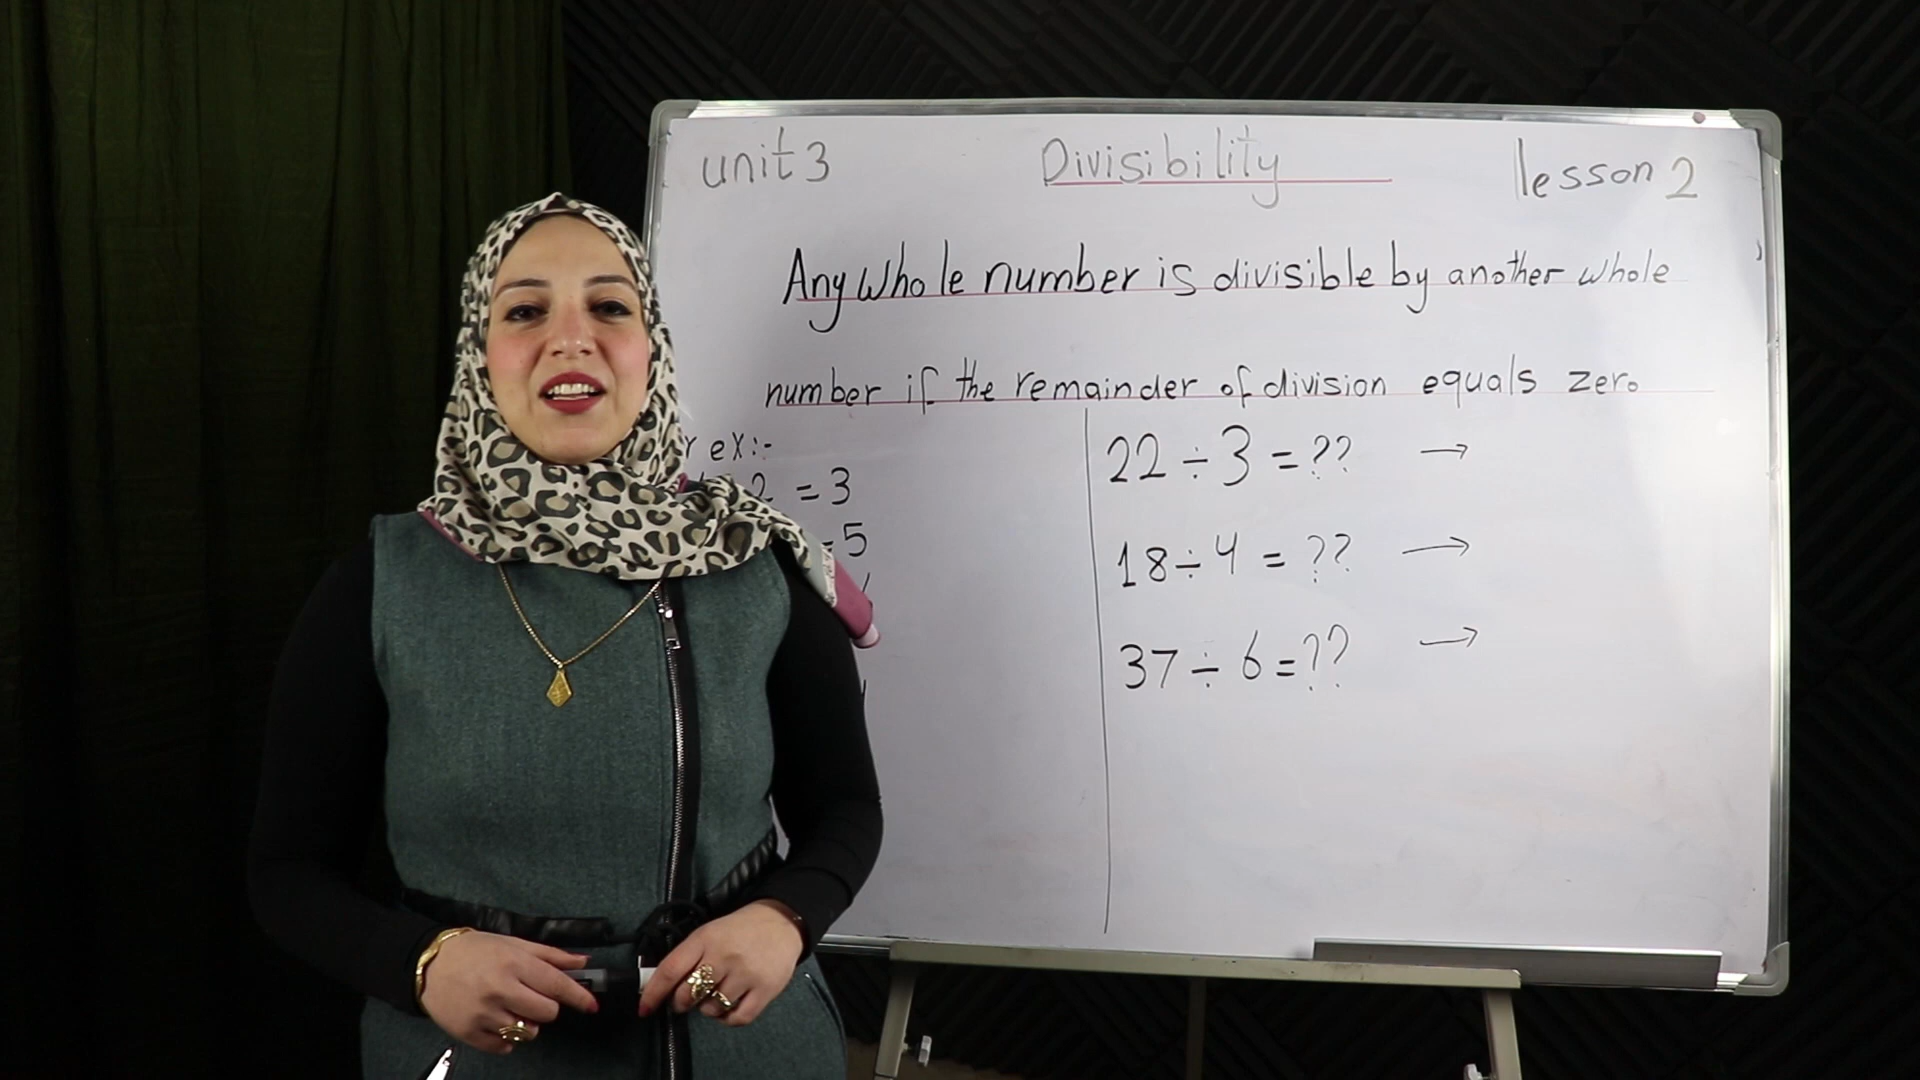 unit 3 Divisibility lesson 2
Any whole number is divisible by another whole
number if the remainder of division equals zero
ex:-
2 = 3
= 5
22 ÷ 3 = ?? →
18 ÷ 4 = ?? →
37 ÷ 6 = ?? →